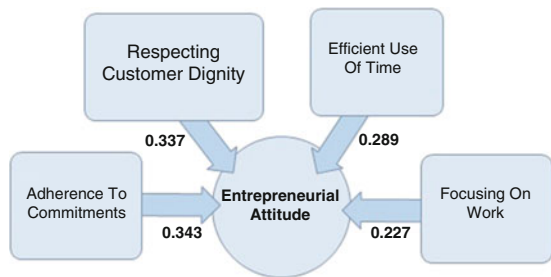 Respecting
Customer Dignity
Efficient Use
Of Time
0.337
0.289
Adherence To
Commitments
Entrepreneurial
Attitude
Focusing On
Work
0.343
0.227